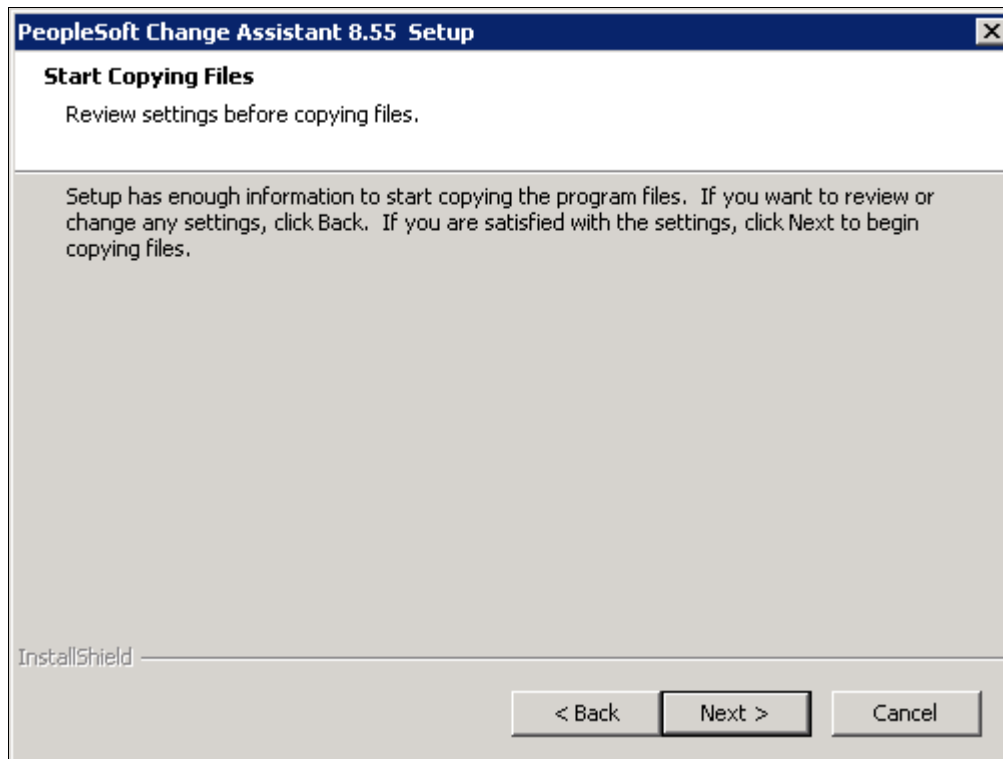 PeopleSoft Change Assistant 8.55 Setup
Start Copying Files
Review settings before copying files.
Setup has enough information to start copying the program files. If you want to review or
change any settings, click Back. If you are satisfied with the settings, click Next to begin
copying files.
InstallShield
< Back Next > Cancel